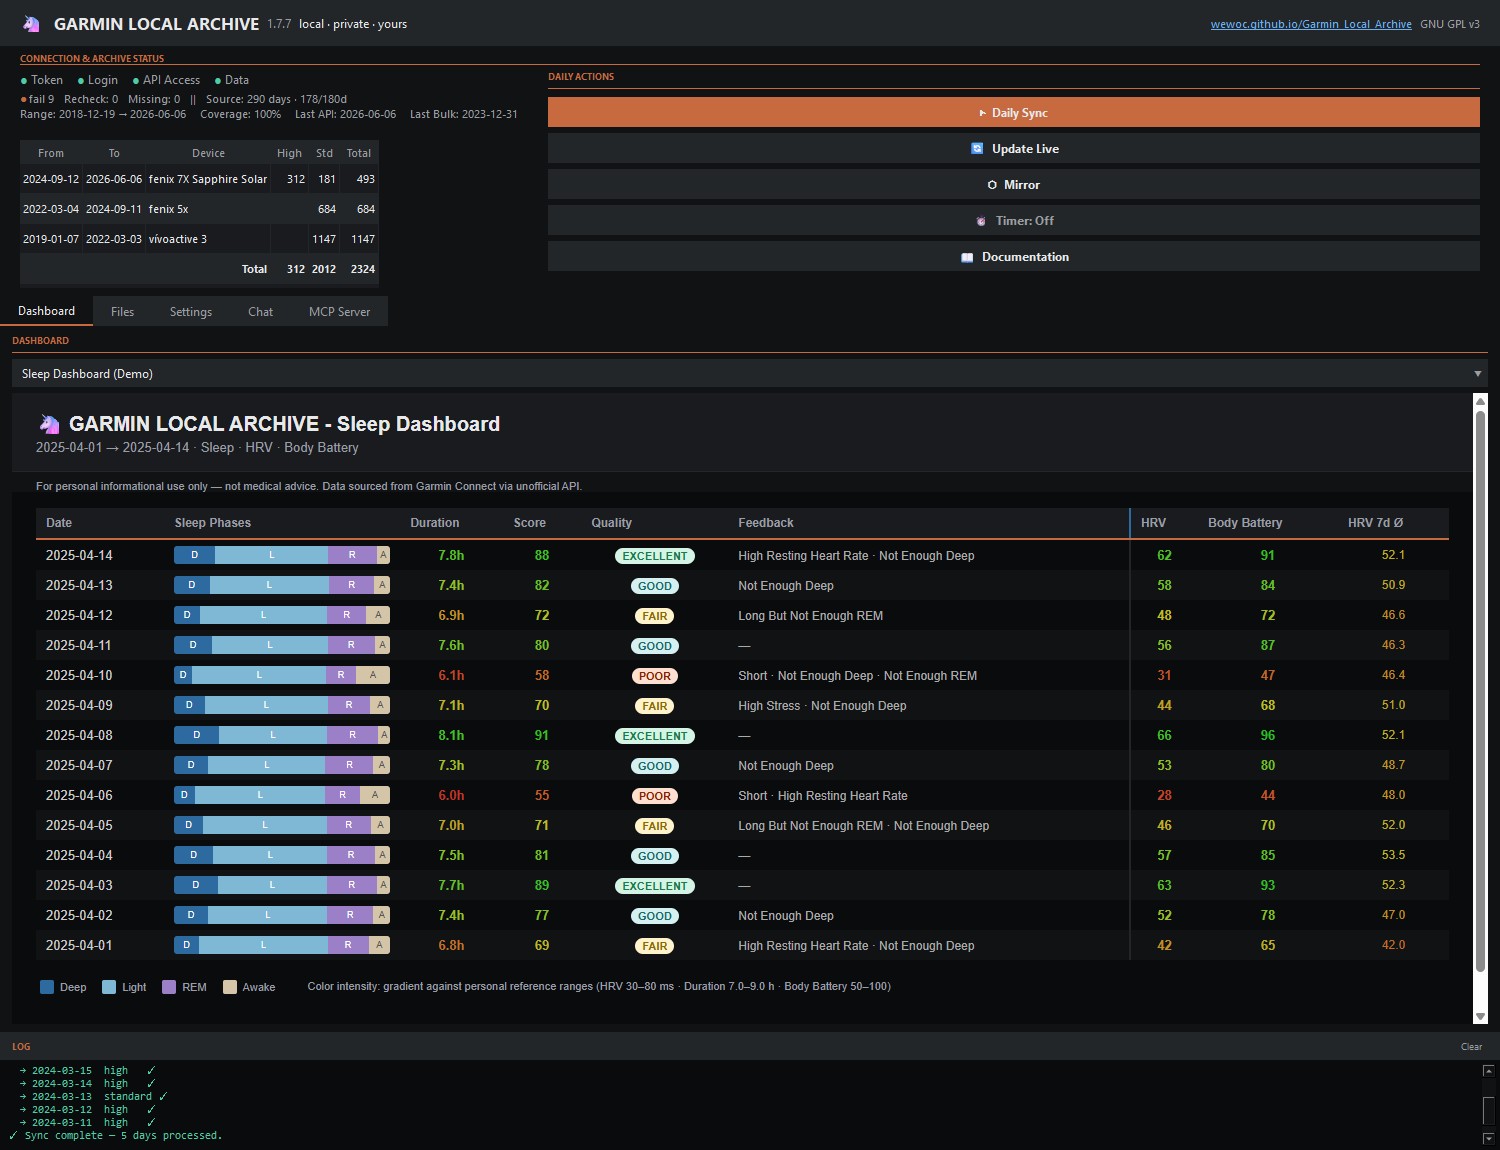 GARMIN LOCAL ARCHIVE 1.7.7 local · private · yours
wewoc.github.io/Garmin_Local_Archive GNU GPL v3
CONNECTION & ARCHIVE STATUS
● Token ● Login ● API Access ● Data
● fail 9 Recheck: 0 Missing: 0 || Source: 290 days · 178/180d
Range: 2018-12-19 → 2026-06-06 Coverage: 100% Last API: 2026-06-06 Last Bulk: 2023-12-31
From To Device High Std Total
2024-09-12 2026-06-06 fenix 7X Sapphire Solar 312 181 493
2022-03-04 2024-09-11 fenix 5x 684 684
2019-01-07 2022-03-03 vívoactive 3 1147 1147
Total 312 2012 2324
DAILY ACTIONS
Daily Sync
Update Live
Mirror
Timer: Off
Documentation
Dashboard Files Settings Chat MCP Server
DASHBOARD
Sleep Dashboard (Demo)
GARMIN LOCAL ARCHIVE - Sleep Dashboard
2025-04-01 → 2025-04-14 · Sleep · HRV · Body Battery
For personal informational use only — not medical advice. Data sourced from Garmin Connect via unofficial API.
Date Sleep Phases Duration Score Quality Feedback HRV Body Battery HRV 7d Ø
2025-04-14 D L R A 7.8h 88 EXCELLENT High Resting Heart Rate · Not Enough Deep 62 91 52.1
2025-04-13 D L R A 7.4h 82 GOOD Not Enough Deep 58 84 50.9
2025-04-12 D L R A 6.9h 72 FAIR Long But Not Enough REM 48 72 46.6
2025-04-11 D L R A 7.6h 80 GOOD — 56 87 46.3
2025-04-10 D L R A 6.1h 58 POOR Short · Not Enough Deep · Not Enough REM 31 47 46.4
2025-04-09 D L R A 7.1h 70 FAIR High Stress · Not Enough Deep 44 68 51.0
2025-04-08 D L R A 8.1h 91 EXCELLENT — 66 96 52.1
2025-04-07 D L R A 7.3h 78 GOOD Not Enough Deep 53 80 48.7
2025-04-06 D L R A 6.0h 55 POOR Short · High Resting Heart Rate 28 44 48.0
2025-04-05 D L R A 7.0h 71 FAIR Long But Not Enough REM · Not Enough Deep 46 70 52.0
2025-04-04 D L R A 7.5h 81 GOOD — 57 85 53.5
2025-04-03 D L R A 7.7h 89 EXCELLENT — 63 93 52.3
2025-04-02 D L R A 7.4h 77 GOOD Not Enough Deep 52 78 47.0
2025-04-01 D L R A 6.8h 69 FAIR High Resting Heart Rate · Not Enough Deep 42 65 42.0
Deep Light REM Awake Color intensity: gradient against personal reference ranges (HRV 30–80 ms · Duration 7.0–9.0 h · Body Battery 50–100)
LOG Clear
→ 2024-03-15 high ✓
→ 2024-03-14 high ✓
→ 2024-03-13 standard ✓
→ 2024-03-12 high ✓
→ 2024-03-11 high ✓
✓ Sync complete — 5 days processed.